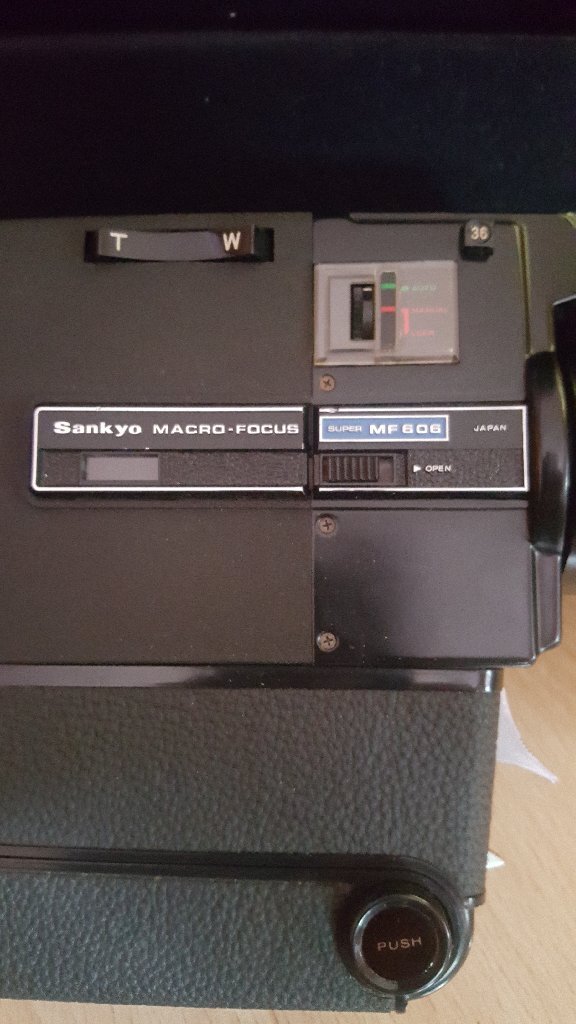 T W
36
AUTO
MANUAL
Sankyo MACRO-FOCUS
SUPER MF 606
JAPAN
OPEN
PUSH